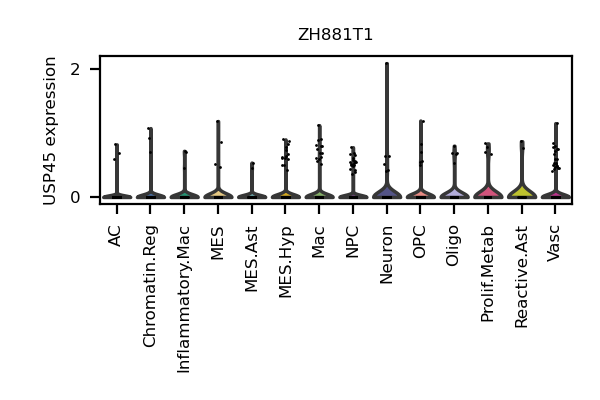 ZH881T1
USP45 expression
2
0
AC
Chromatin.Reg
Inflammatory.Mac
MES
MES.Ast
MES.Hyp
Mac
NPC
Neuron
OPC
Oligo
Prolif.Metab
Reactive.Ast
Vasc